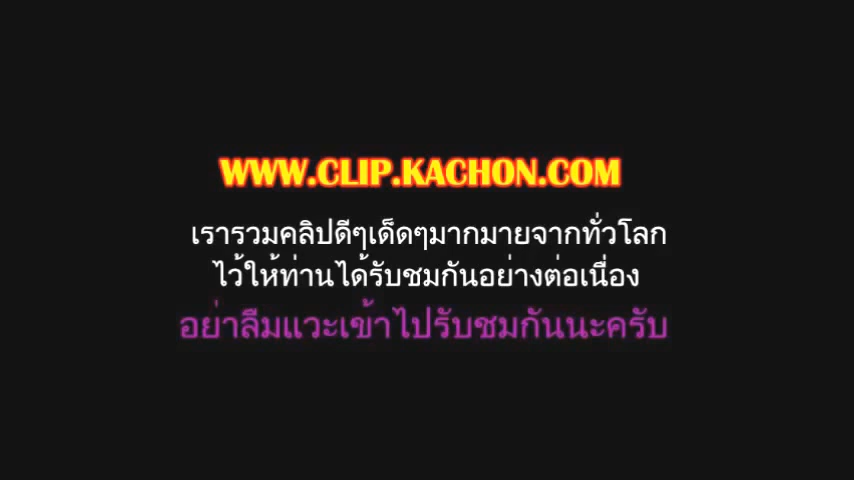 WWW.CLIP.KACHON.COM
เรารวมคลิปดีๆเด็ดๆมากมายจากทั่วโลก
ไว้ให้ท่านได้รับชมกันอย่างต่อเนื่อง
อย่าลืมแวะเข้าไปรับชมกันนะครับ